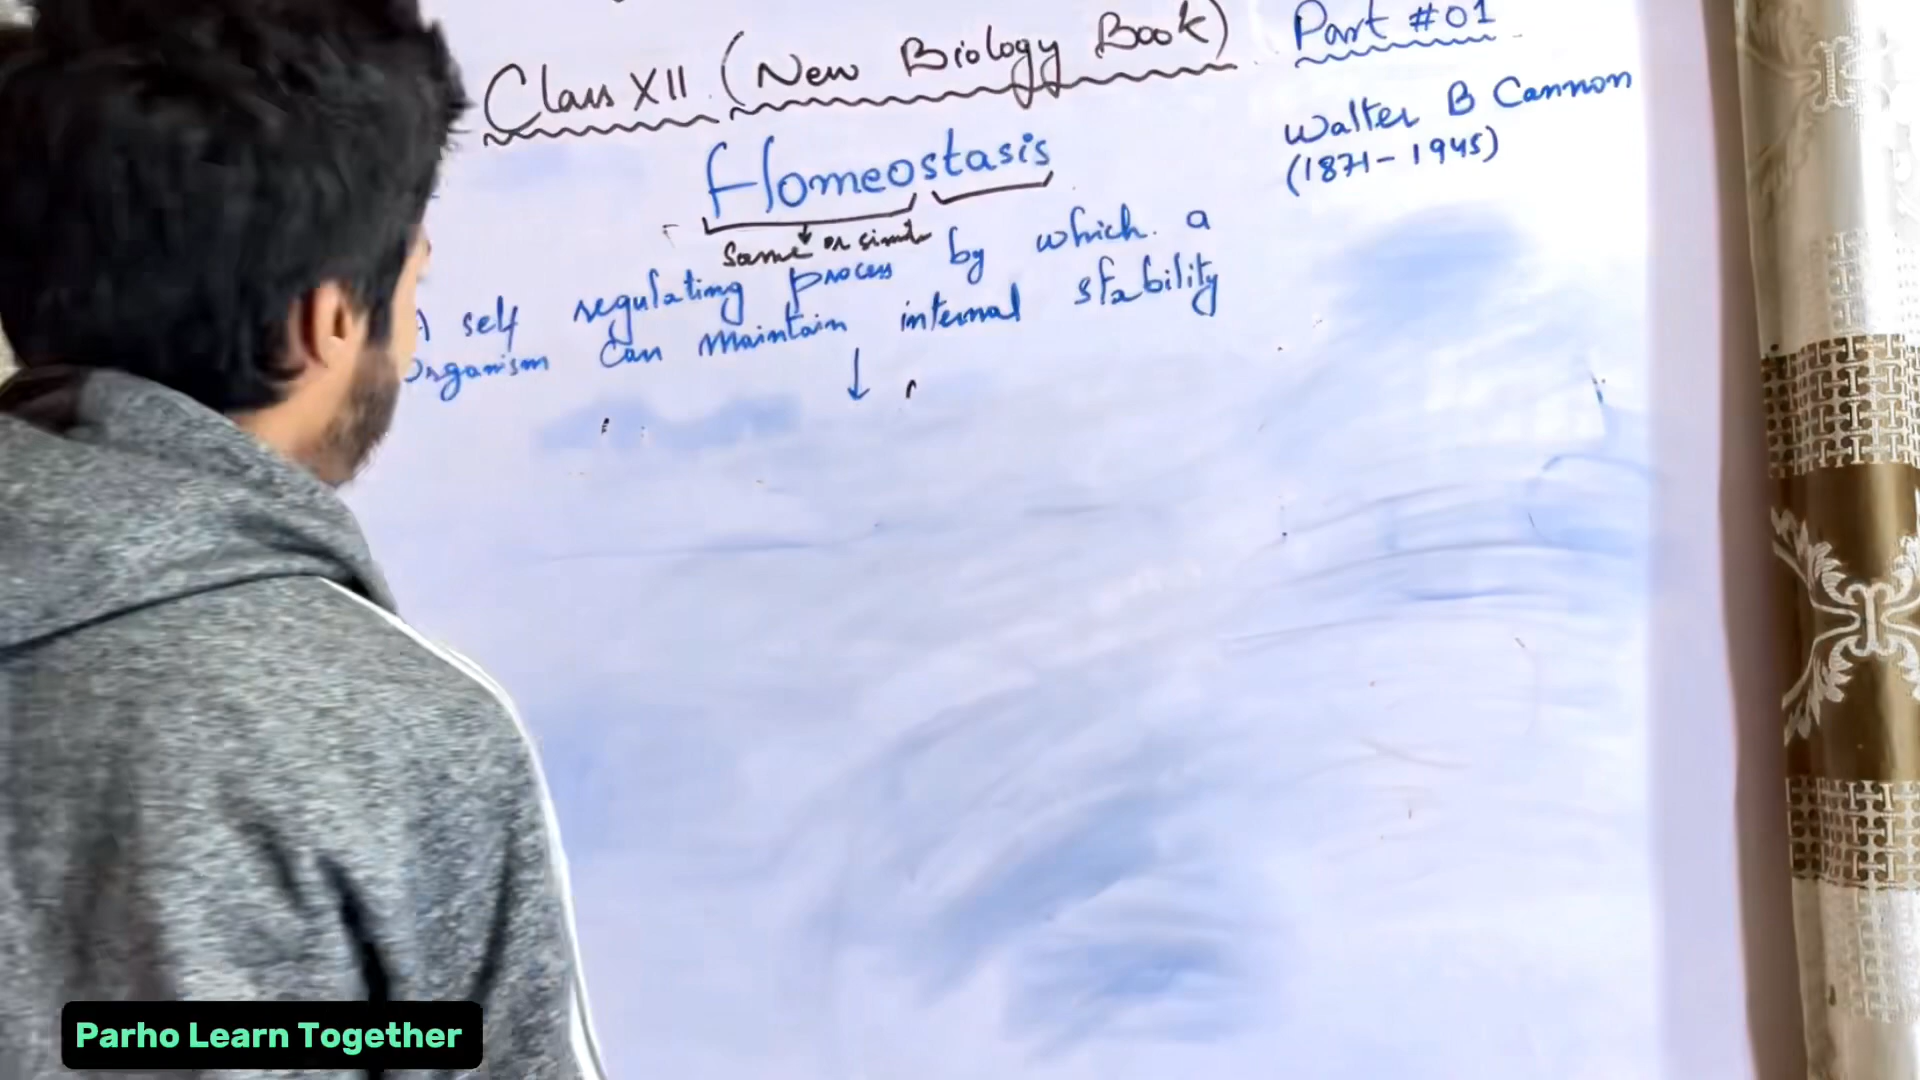 Class XII (New Biology Book)
Part #01
Walter B Cannon
(1871-1945)
Homeostasis
Same or
A self regulating process by which a
Organism can maintain internal stability
Parho Learn Together